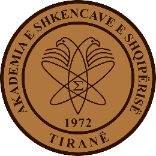 AKADEMIA E SHKENCAVE E SHQIPËRISË
Σ
1972
TIRANË